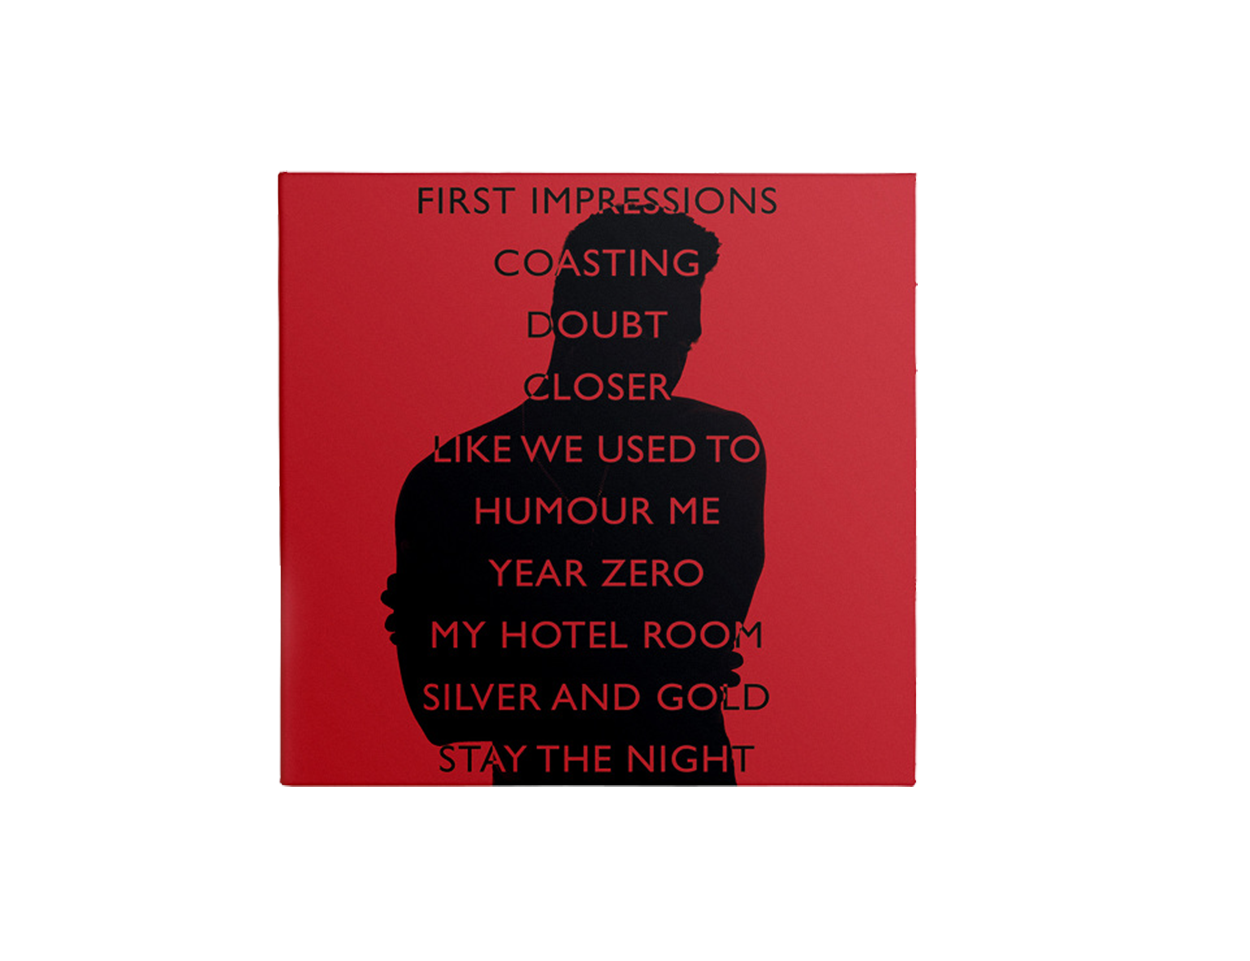 FIRST IMPRESSIONS
COASTING
DOUBT
CLOSER
LIKE WE USED TO
HUMOUR ME
YEAR ZERO
MY HOTEL ROOM
SILVER AND GOLD
STAY THE NIGHT